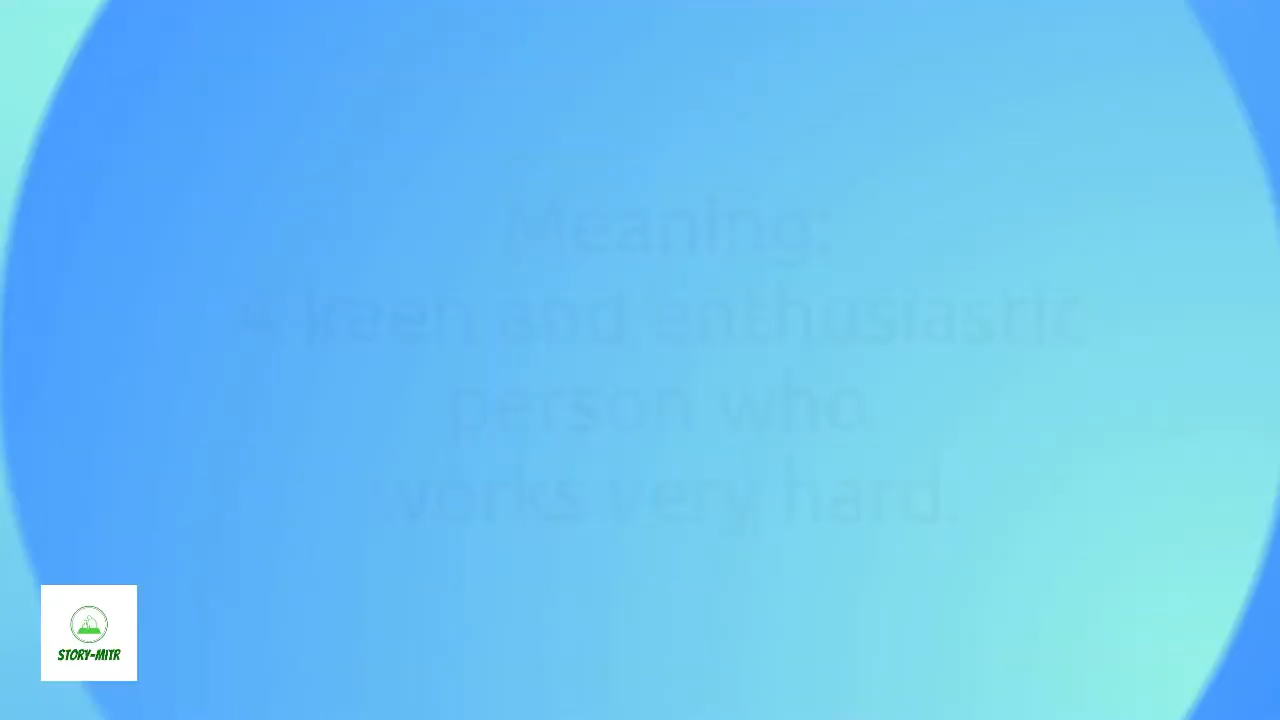 Meaning:
A keen and enthusiastic
person who
works very hard.
STORY-MITR